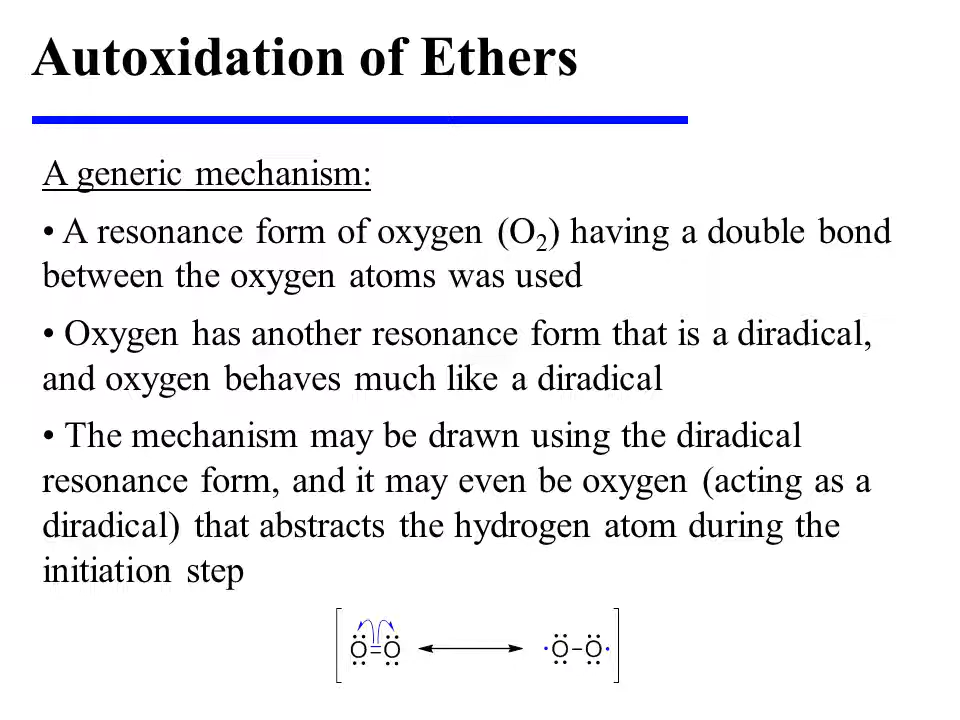 Autoxidation of Ethers
A generic mechanism:
• A resonance form of oxygen (O₂) having a double bond
between the oxygen atoms was used
• Oxygen has another resonance form that is a diradical,
and oxygen behaves much like a diradical
• The mechanism may be drawn using the diradical
resonance form, and it may even be oxygen (acting as a
diradical) that abstracts the hydrogen atom during the
initiation step
O=O ⟷ ·O–O·